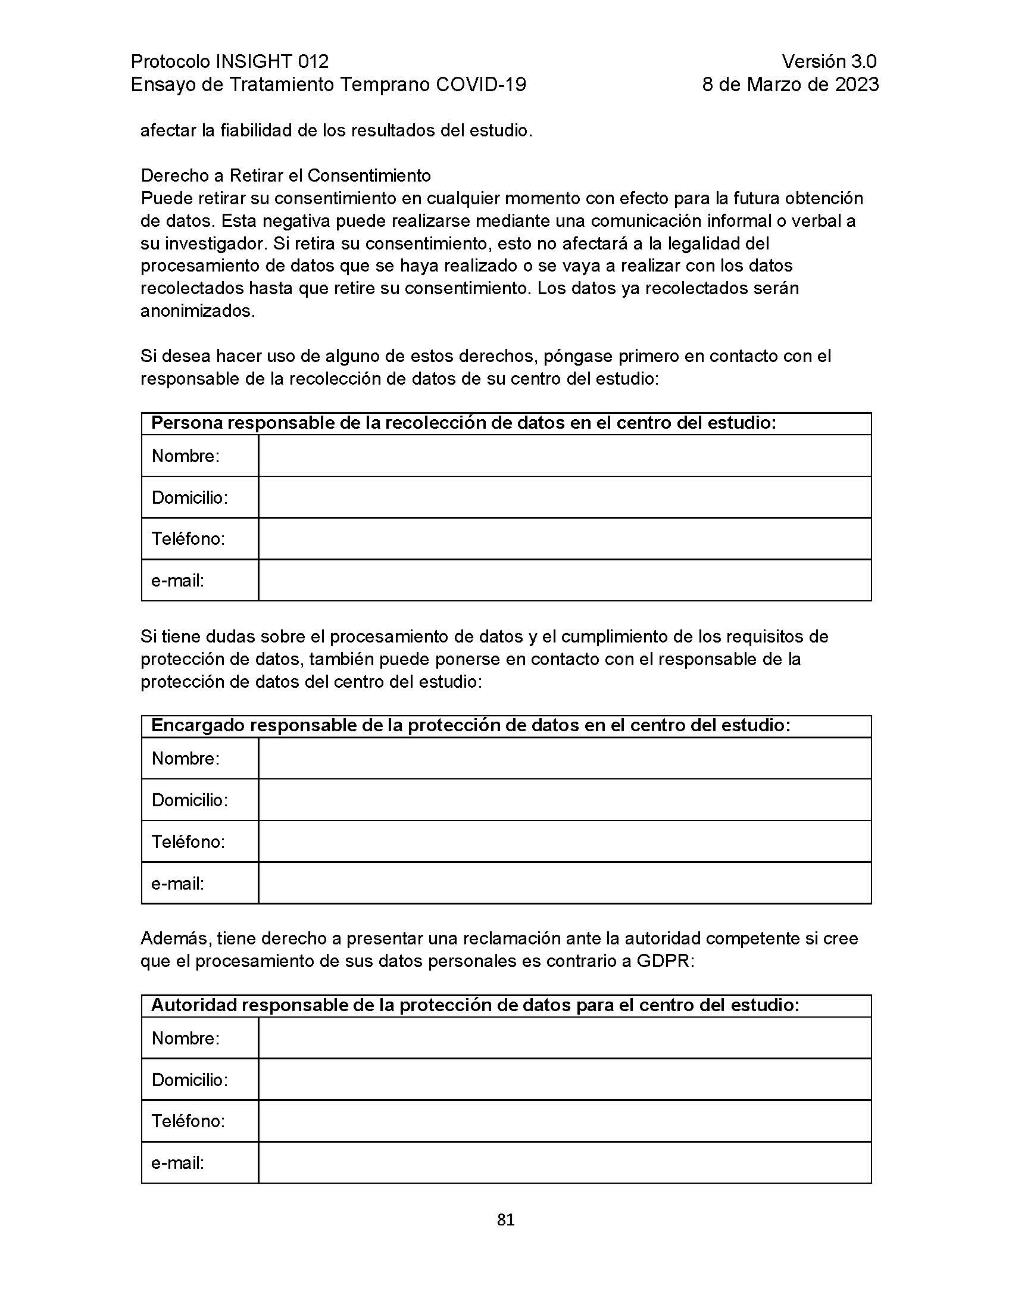 Protocolo INSIGHT 012 Versión 3.0
Ensayo de Tratamiento Temprano COVID-19 8 de Marzo de 2023
afectar la fiabilidad de los resultados del estudio.
Derecho a Retirar el Consentimiento
Puede retirar su consentimiento en cualquier momento con efecto para la futura obtención
de datos. Esta negativa puede realizarse mediante una comunicación informal o verbal a
su investigador. Si retira su consentimiento, esto no afectará a la legalidad del
procesamiento de datos que se haya realizado o se vaya a realizar con los datos
recolectados hasta que retire su consentimiento. Los datos ya recolectados serán
anonimizados.
Si desea hacer uso de alguno de estos derechos, póngase primero en contacto con el
responsable de la recolección de datos de su centro del estudio:
Persona responsable de la recolección de datos en el centro del estudio:
Nombre:
Domicilio:
Teléfono:
e-mail:
Si tiene dudas sobre el procesamiento de datos y el cumplimiento de los requisitos de
protección de datos, también puede ponerse en contacto con el responsable de la
protección de datos del centro del estudio:
Encargado responsable de la protección de datos en el centro del estudio:
Nombre:
Domicilio:
Teléfono:
e-mail:
Además, tiene derecho a presentar una reclamación ante la autoridad competente si cree
que el procesamiento de sus datos personales es contrario a GDPR:
Autoridad responsable de la protección de datos para el centro del estudio:
Nombre:
Domicilio:
Teléfono:
e-mail:
81